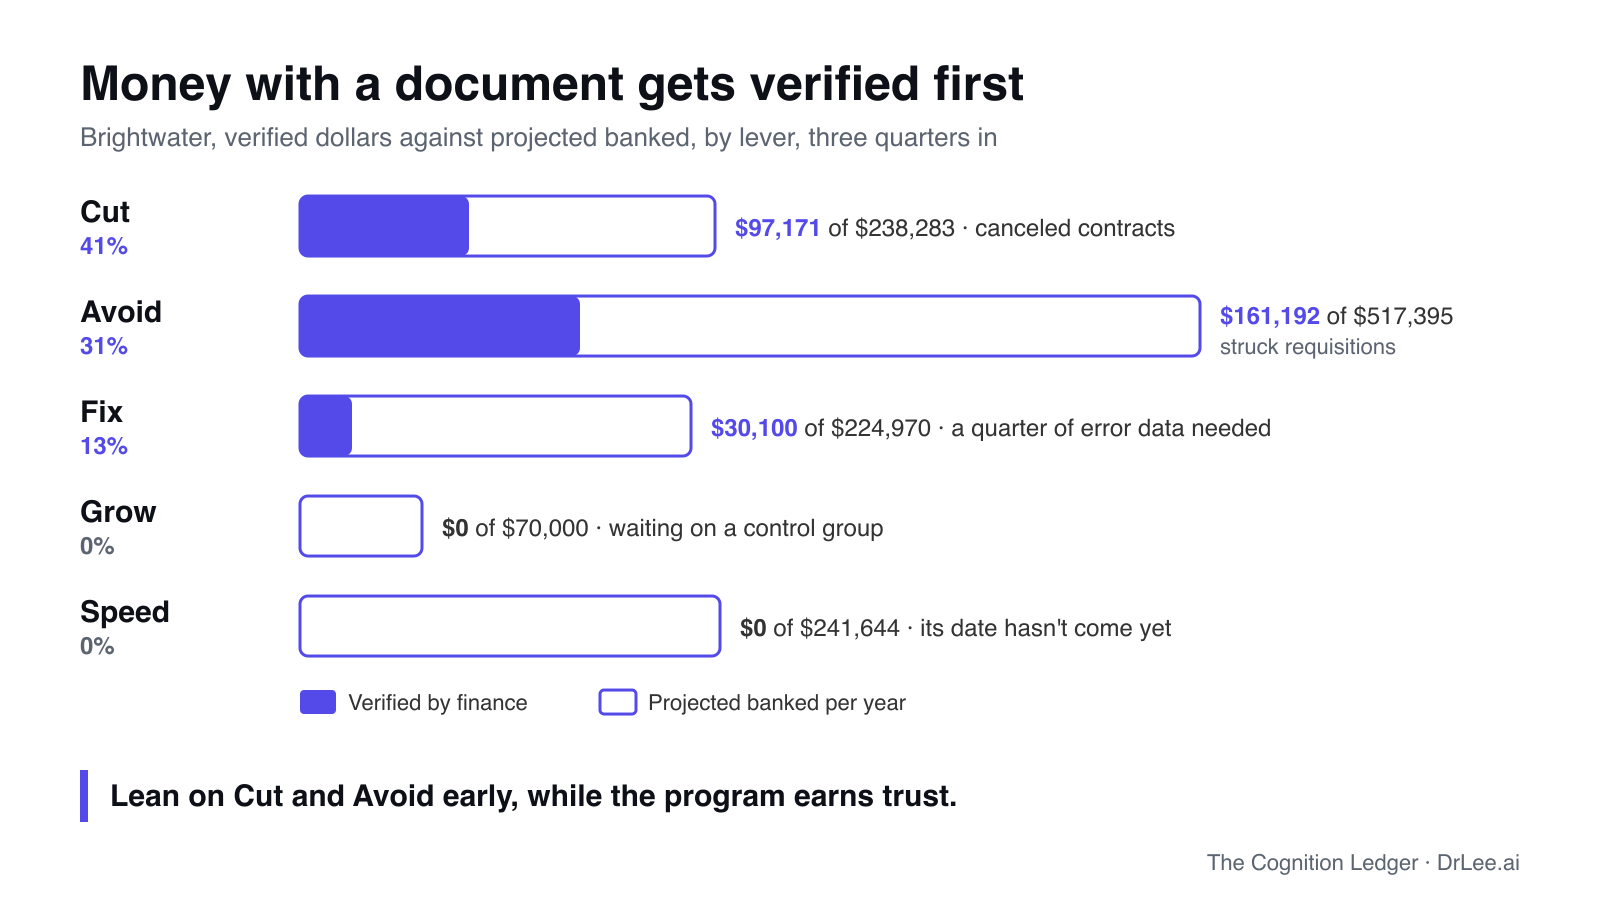 Money with a document gets verified first
Brightwater, verified dollars against projected banked, by lever, three quarters in
Cut
41%
$97,171 of $238,283 · canceled contracts
Avoid
31%
$161,192 of $517,395
struck requisitions
Fix
13%
$30,100 of $224,970 · a quarter of error data needed
Grow
0%
$0 of $70,000 · waiting on a control group
Speed
0%
$0 of $241,644 · its date hasn't come yet
Verified by finance
Projected banked per year
Lean on Cut and Avoid early, while the program earns trust.
The Cognition Ledger · DrLee.ai